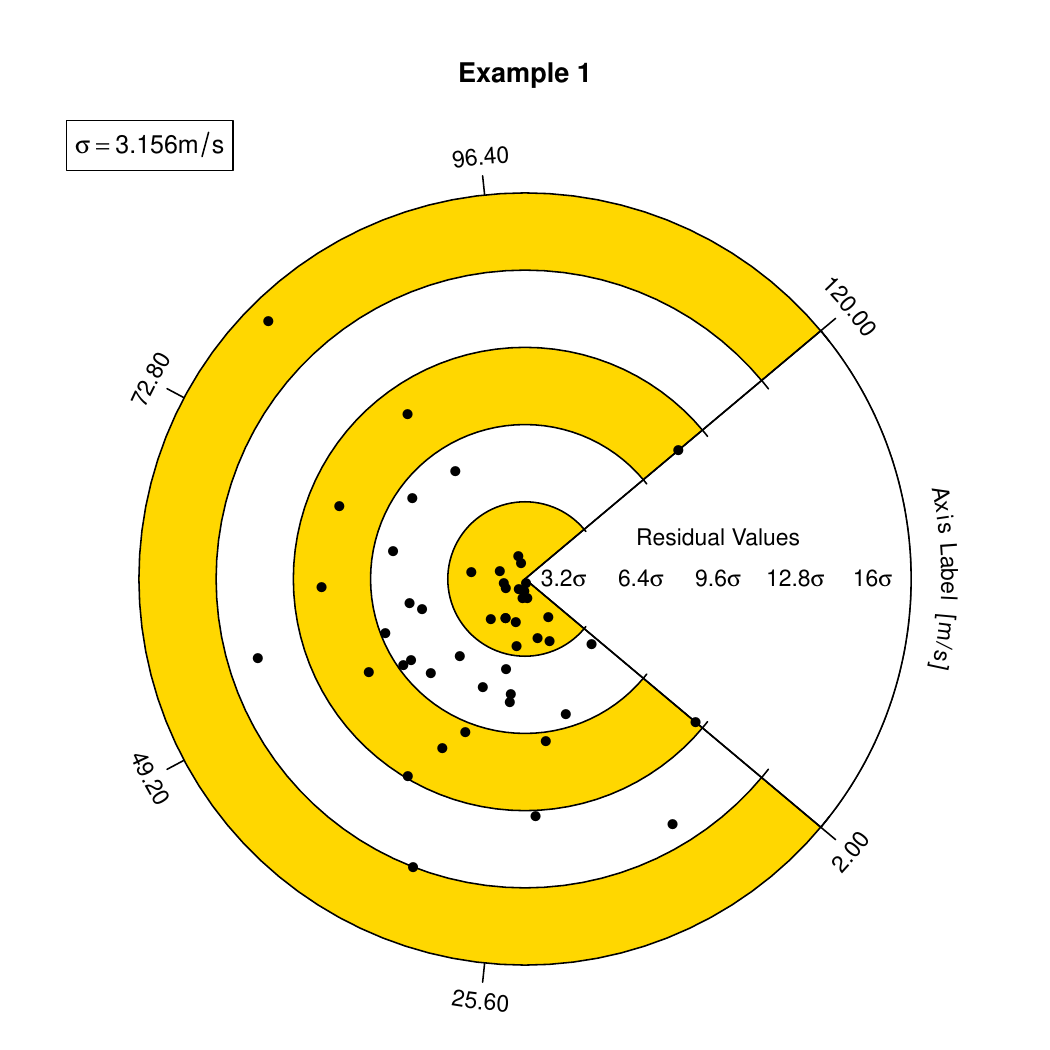 Example 1
σ = 3.156m/s
96.40
120.00
72.80
Residual Values
3.2σ 6.4σ 9.6σ 12.8σ 16σ
Axis Label [m/s]
49.20
2.00
25.60